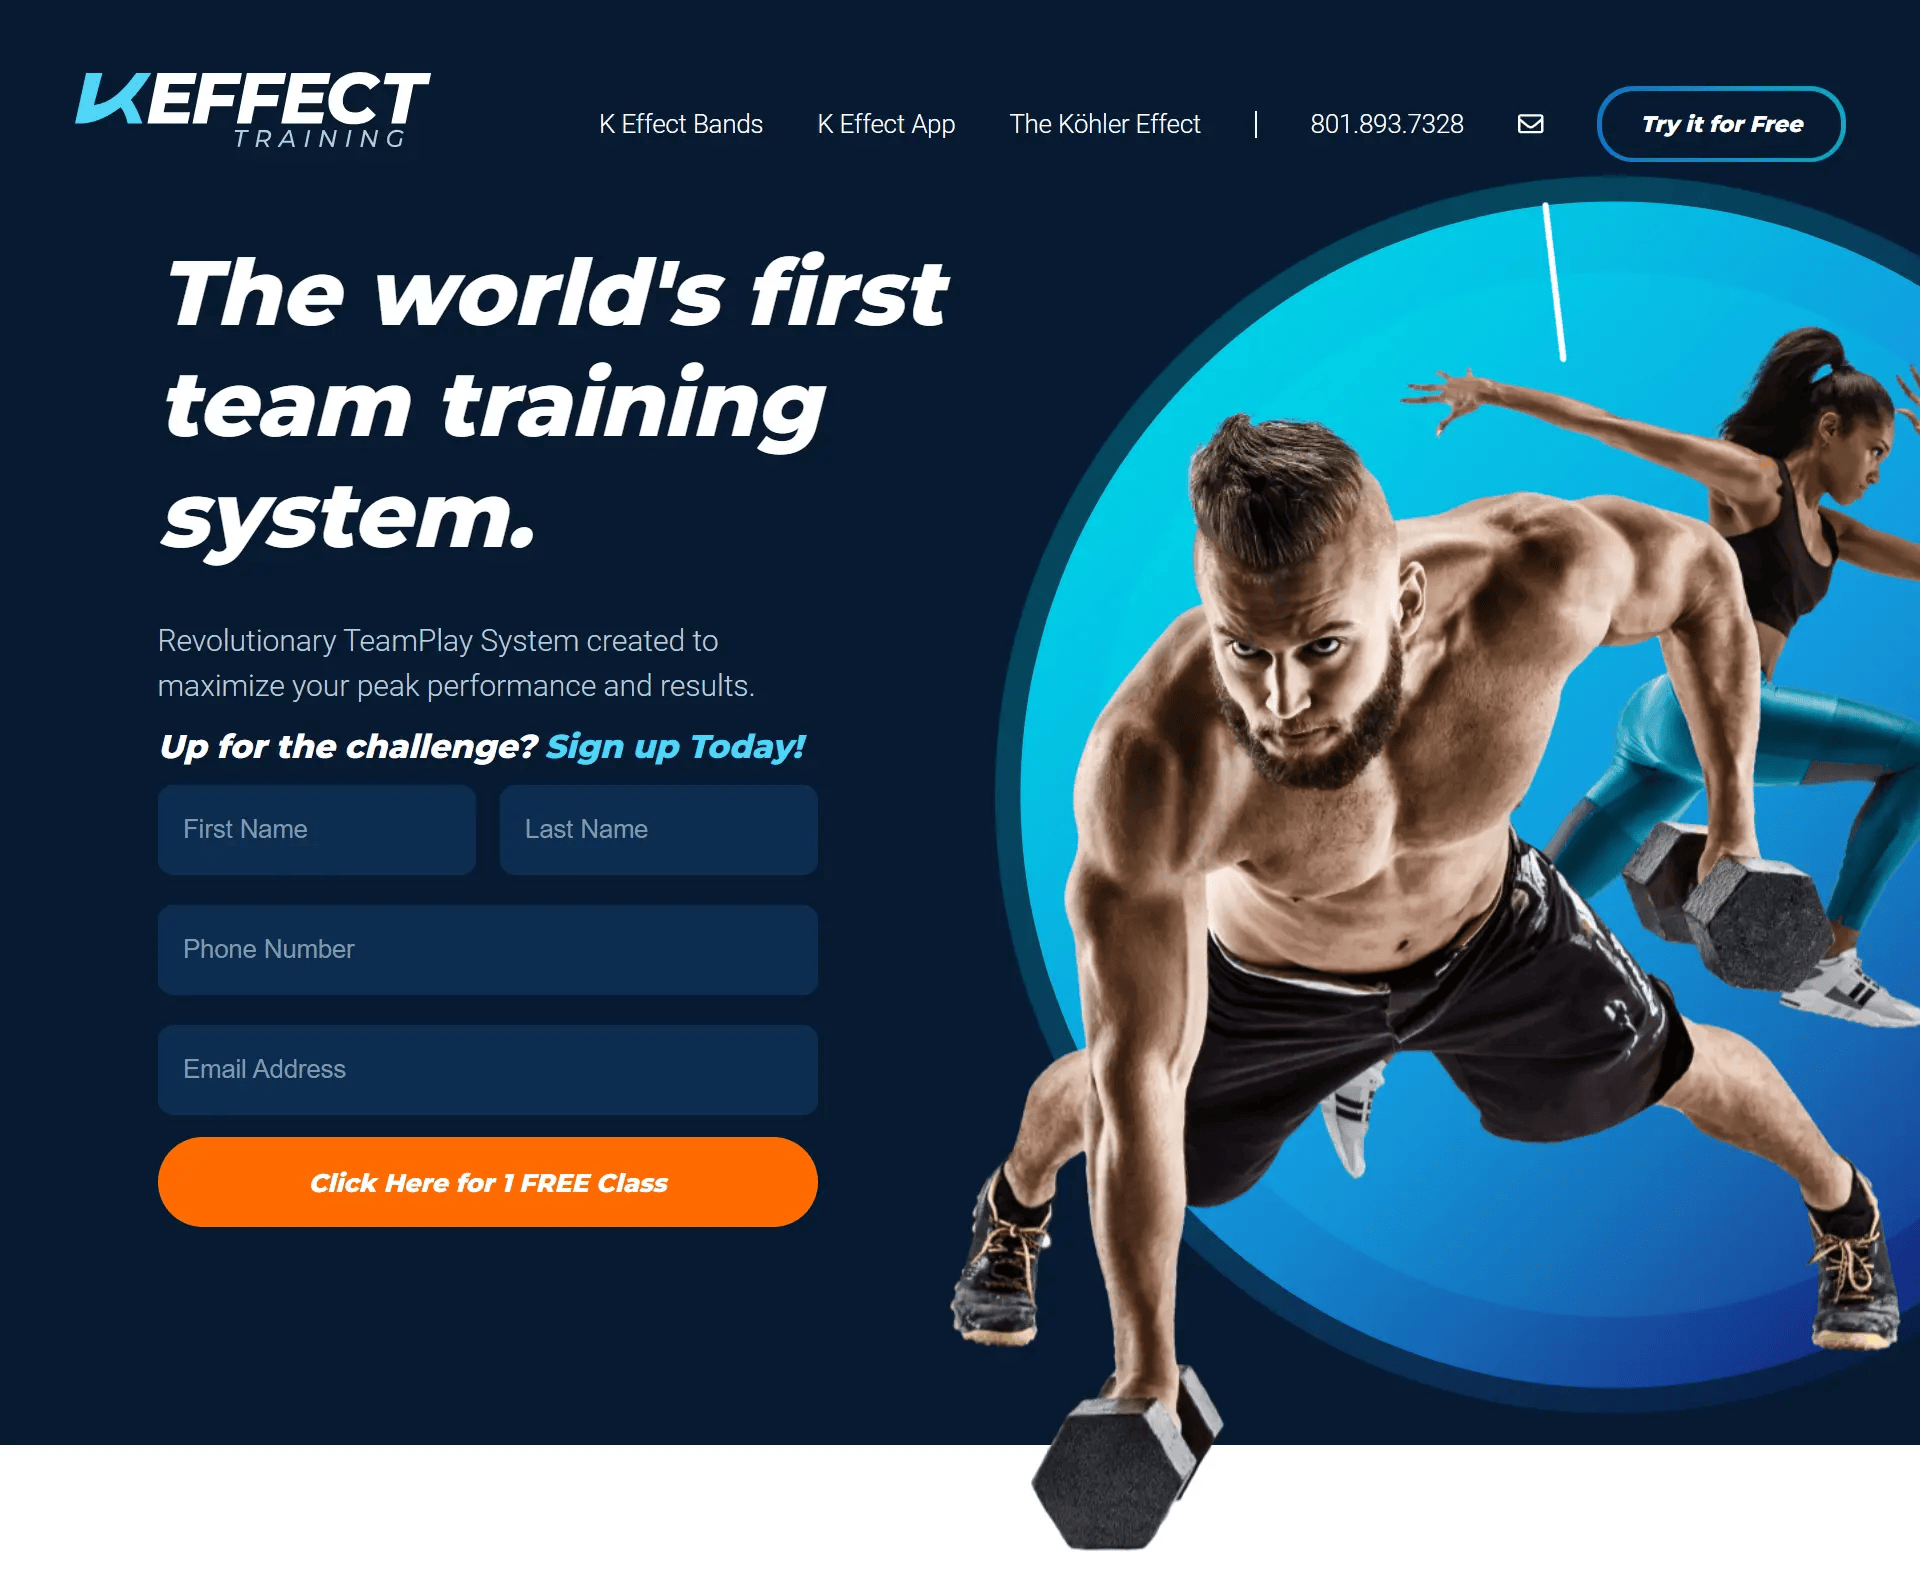 KEFFECT
TRAINING
K Effect Bands
K Effect App
The Köhler Effect
801.893.7328
Try it for Free
The world's first
team training
system.
Revolutionary TeamPlay System created to
maximize your peak performance and results.
Up for the challenge? Sign up Today!
First Name
Last Name
Phone Number
Email Address
Click Here for 1 FREE Class